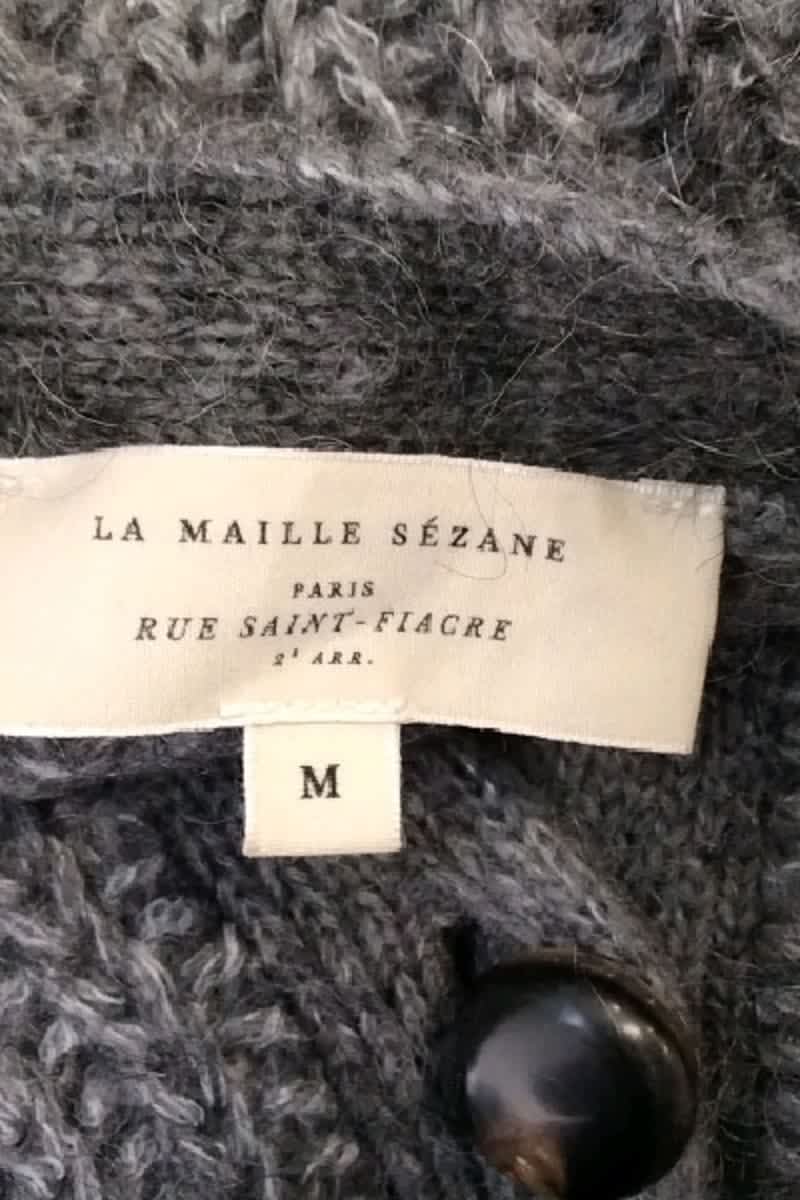 LA MAILLE SÉZANE
PARIS
RUE SAINT-FIACRE
2ᴱ ARR.
M